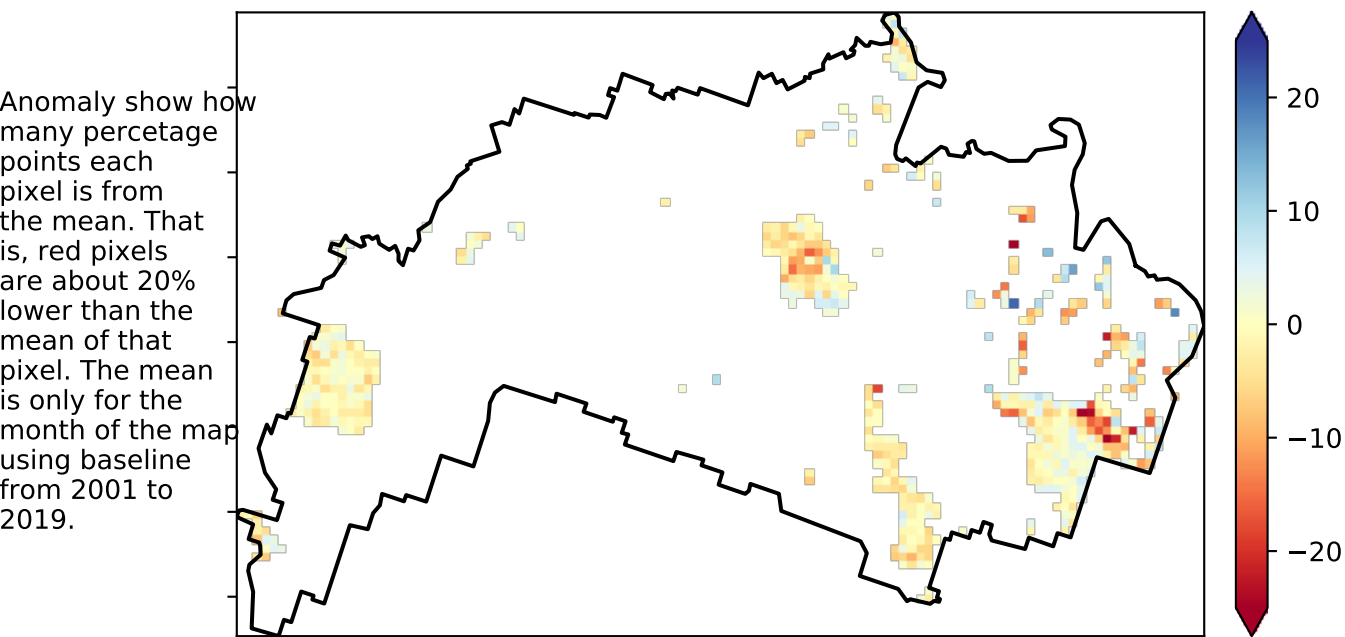 Anomaly show how
many percetage
points each
pixel is from
the mean. That
is, red pixels
are about 20%
lower than the
mean of that
pixel. The mean
is only for the
month of the map
using baseline
from 2001 to
2019.
20
10
0
−10
−20